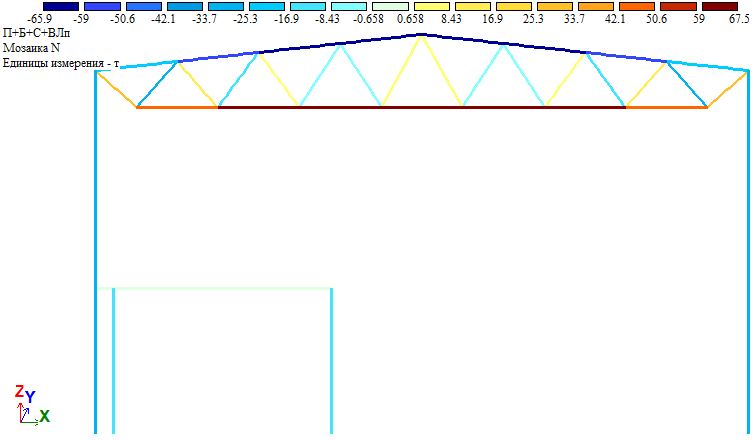 -65.9 -59 -50.6 -42.1 -33.7 -25.3 -16.9 -8.43 -0.658 0.658 8.43 16.9 25.3 33.7 42.1 50.6 59 67.5
П+Б+С+ВЛп
Мозаика N
Единицы измерения - т
Z
Y
X